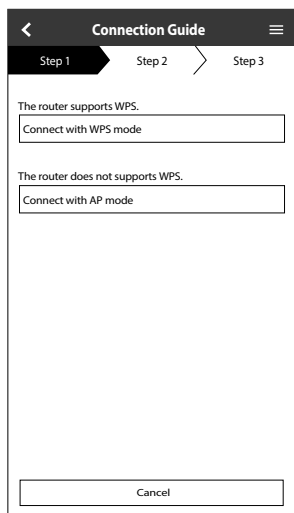 Connection Guide
Step 1 Step 2 Step 3
The router supports WPS.
Connect with WPS mode
The router does not supports WPS.
Connect with AP mode
Cancel